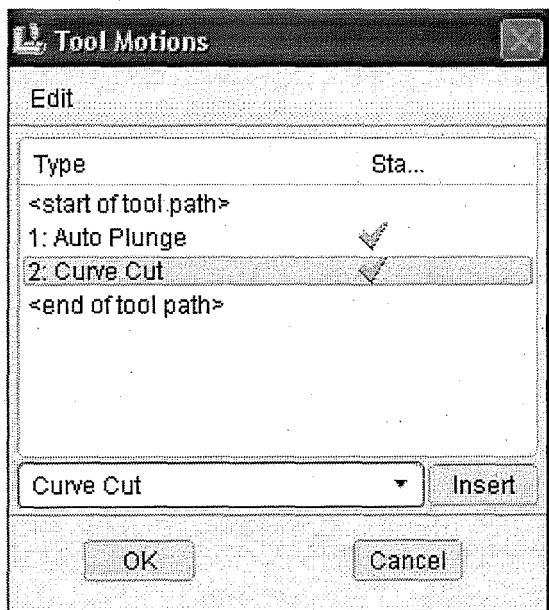 Tool Motions
Edit
Type Sta...
<start of tool path>
1: Auto Plunge
2: Curve Cut
<end of tool path>
Curve Cut Insert
OK Cancel